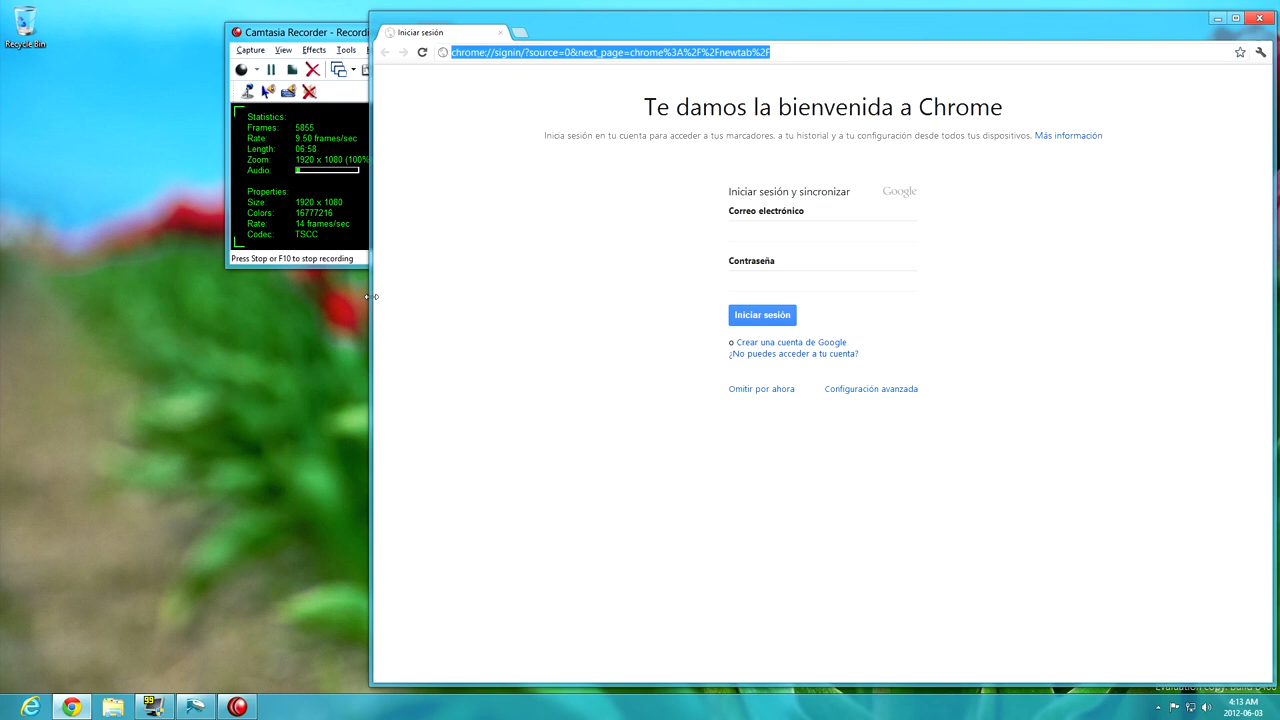 Recycle Bin
Camtasia Recorder - Recordi
Capture View Effects Tools
Statistics:
Frames: 5855
Rate: 9.50 frames/sec
Length: 06:58
Zoom: 1920 x 1080 (100%
Audio:
Properties:
Size: 1920 x 1080
Colors: 16777216
Rate: 14 frames/sec
Codec: TSCC
Press Stop or F10 to stop recording
Iniciar sesión
chrome://signin/?source=0&next_page=chrome%3A%2F%2Fnewtab%2F
Te damos la bienvenida a Chrome
Inicia sesión en tu cuenta para acceder a tus marcadores, a tu historial y a tu configuración desde todos tus dispositivos. Más información
Iniciar sesión y sincronizar Google
Correo electrónico
Contraseña
Iniciar sesión
o Crear una cuenta de Google
¿No puedes acceder a tu cuenta?
Omitir por ahora Configuración avanzada
99
4:13 AM
2012-06-03